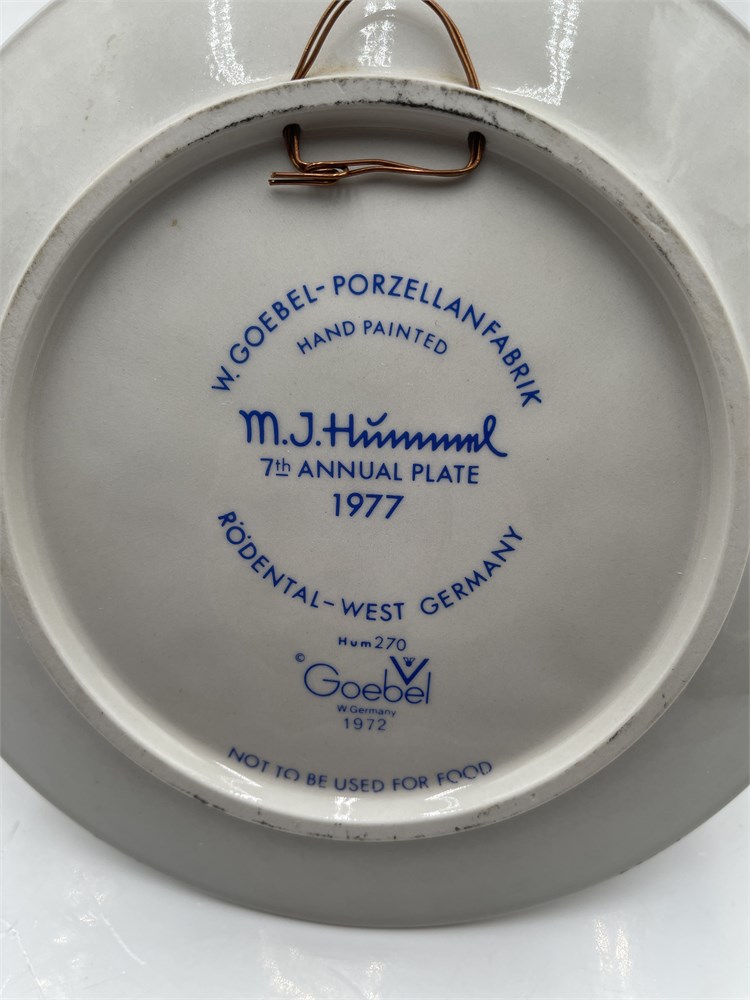 W. GOEBEL-PORZELLANFABRIK
HAND PAINTED
M.J.Hummel
7th ANNUAL PLATE
1977
RÖDENTAL-WEST GERMANY
Hum 270
© Goebel
W.Germany
1972
NOT TO BE USED FOR FOOD